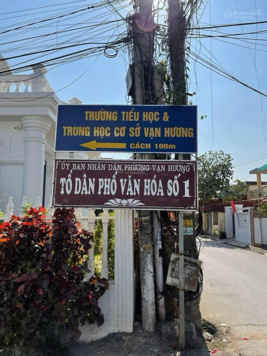 TRƯỜNG TIỂU HỌC &
TRUNG HỌC CƠ SỞ VẠN HƯƠNG
CÁCH 100m
ỦY BAN NHÂN DÂN PHƯỜNG VẠN HƯƠNG
TỔ DÂN PHỐ VĂN HÓA SỐ 1